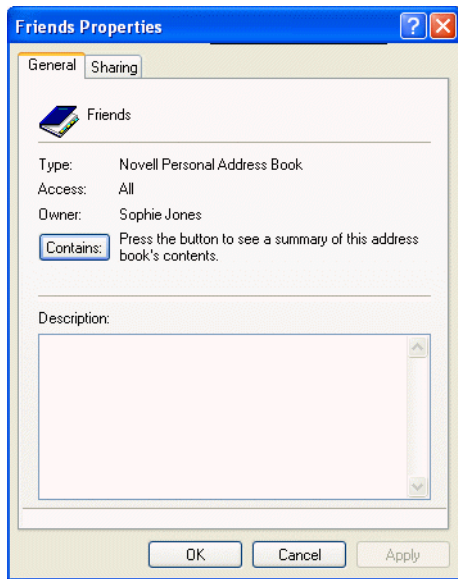 Friends Properties
General Sharing
Friends
Type: Novell Personal Address Book
Access: All
Owner: Sophie Jones
Contains: Press the button to see a summary of this address
book's contents.
Description:
OK Cancel Apply